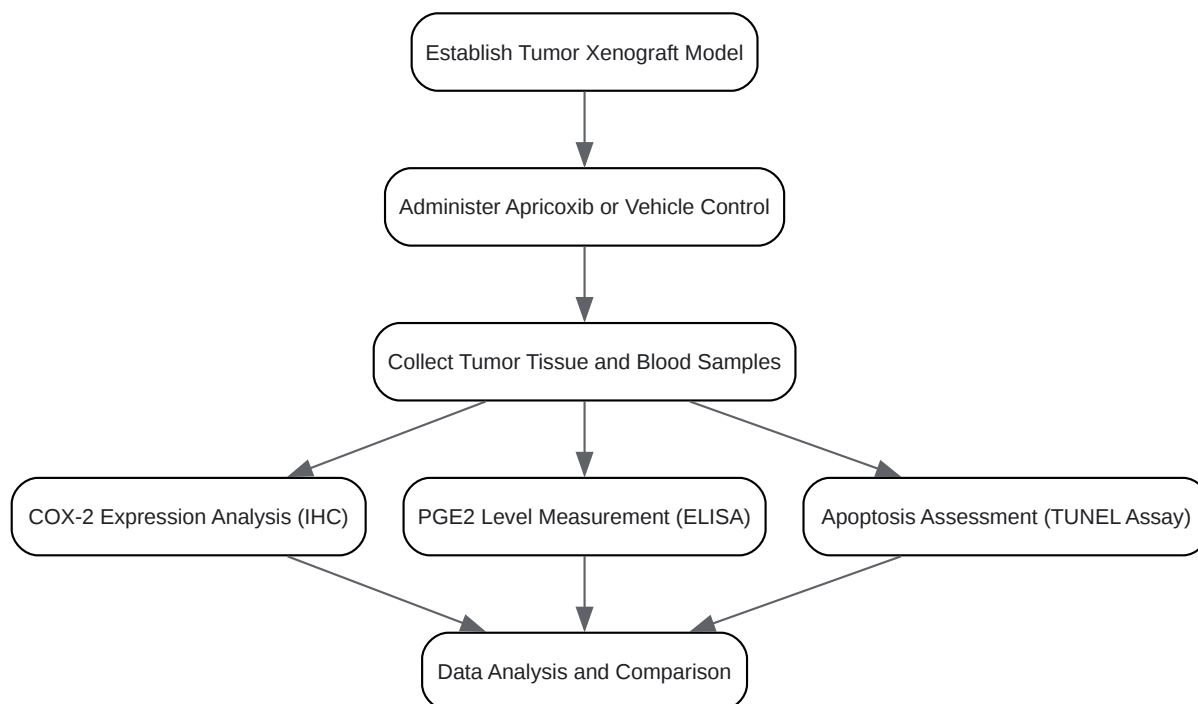 Establish Tumor Xenograft Model
Administer Apricoxib or Vehicle Control
Collect Tumor Tissue and Blood Samples
COX-2 Expression Analysis (IHC)
PGE2 Level Measurement (ELISA)
Apoptosis Assessment (TUNEL Assay)
Data Analysis and Comparison